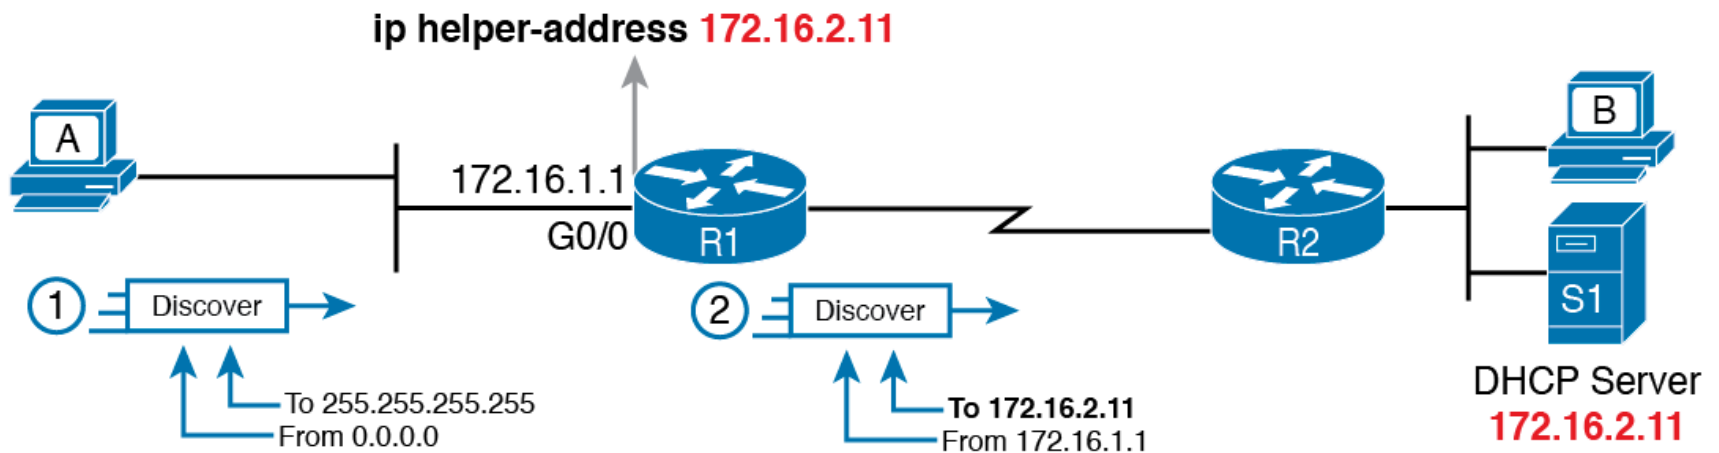 ip helper-address 172.16.2.11
A
172.16.1.1
G0/0
R1
R2
B
S1
DHCP Server
172.16.2.11
1
Discover
To 255.255.255.255
From 0.0.0.0
2
Discover
To 172.16.2.11
From 172.16.1.1